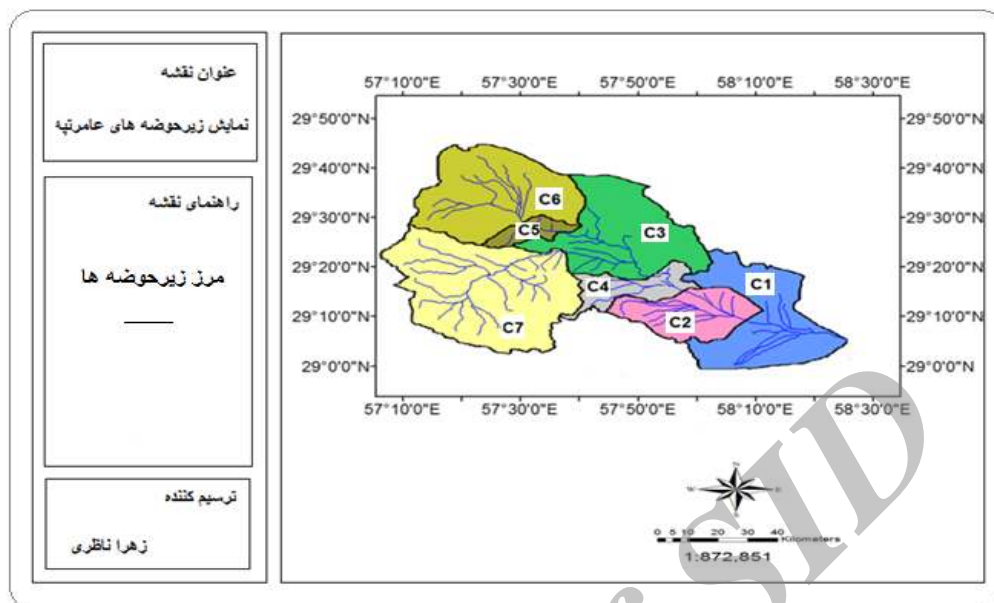 عنوان نقشه
نمایش زیرحوضه های عامرتپه
راهنمای نقشه
مرز زیرحوضه ها
ترسیم کننده
زهرا ناظری
57°10'0"E 57°30'0"E 57°50'0"E 58°10'0"E 58°30'0"E
29°50'0"N 29°50'0"N
29°40'0"N 29°40'0"N
29°30'0"N 29°30'0"N
29°20'0"N 29°20'0"N
29°10'0"N 29°10'0"N
29°0'0"N 29°0'0"N
C6
C5
C3
C4
C1
C2
C7
57°10'0"E 57°30'0"E 57°50'0"E 58°10'0"E 58°30'0"E
N
W E
S
0 5 10 20 30 40
Kilometers
1:872,851
SID